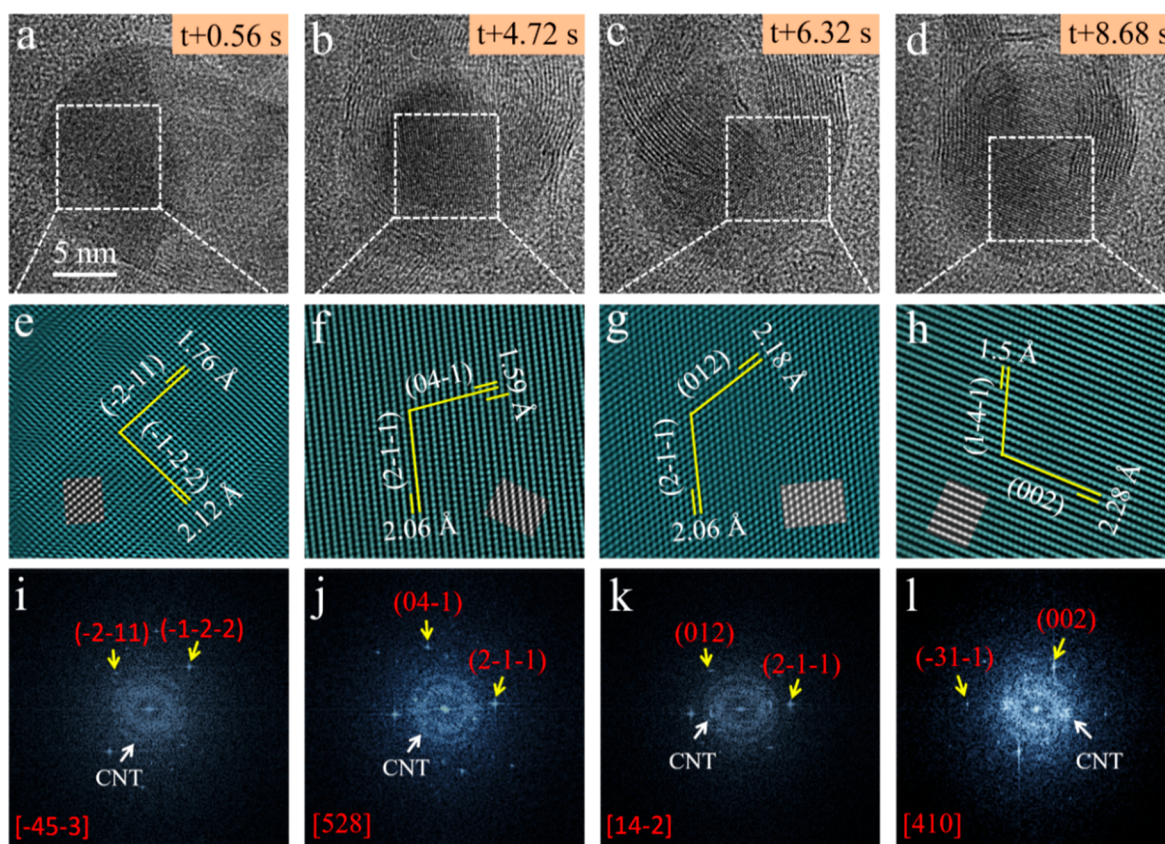 a
t+0.56 s
b
t+4.72 s
c
t+6.32 s
d
t+8.68 s
5 nm
e
1.76 Å
(-2-11)
(-1-2-2)
2.12 Å
f
(04-1)
1.59 Å
(2-1-1)
2.06 Å
g
(012)
2.18 Å
(2-1-1)
2.06 Å
h
1.5 Å
(1-4-1)
(002)
2.28 Å
i
(-2-11)
(-1-2-2)
CNT
[-45-3]
j
(04-1)
(2-1-1)
CNT
[528]
k
(012)
(2-1-1)
CNT
[14-2]
l
(002)
(-31-1)
CNT
[410]